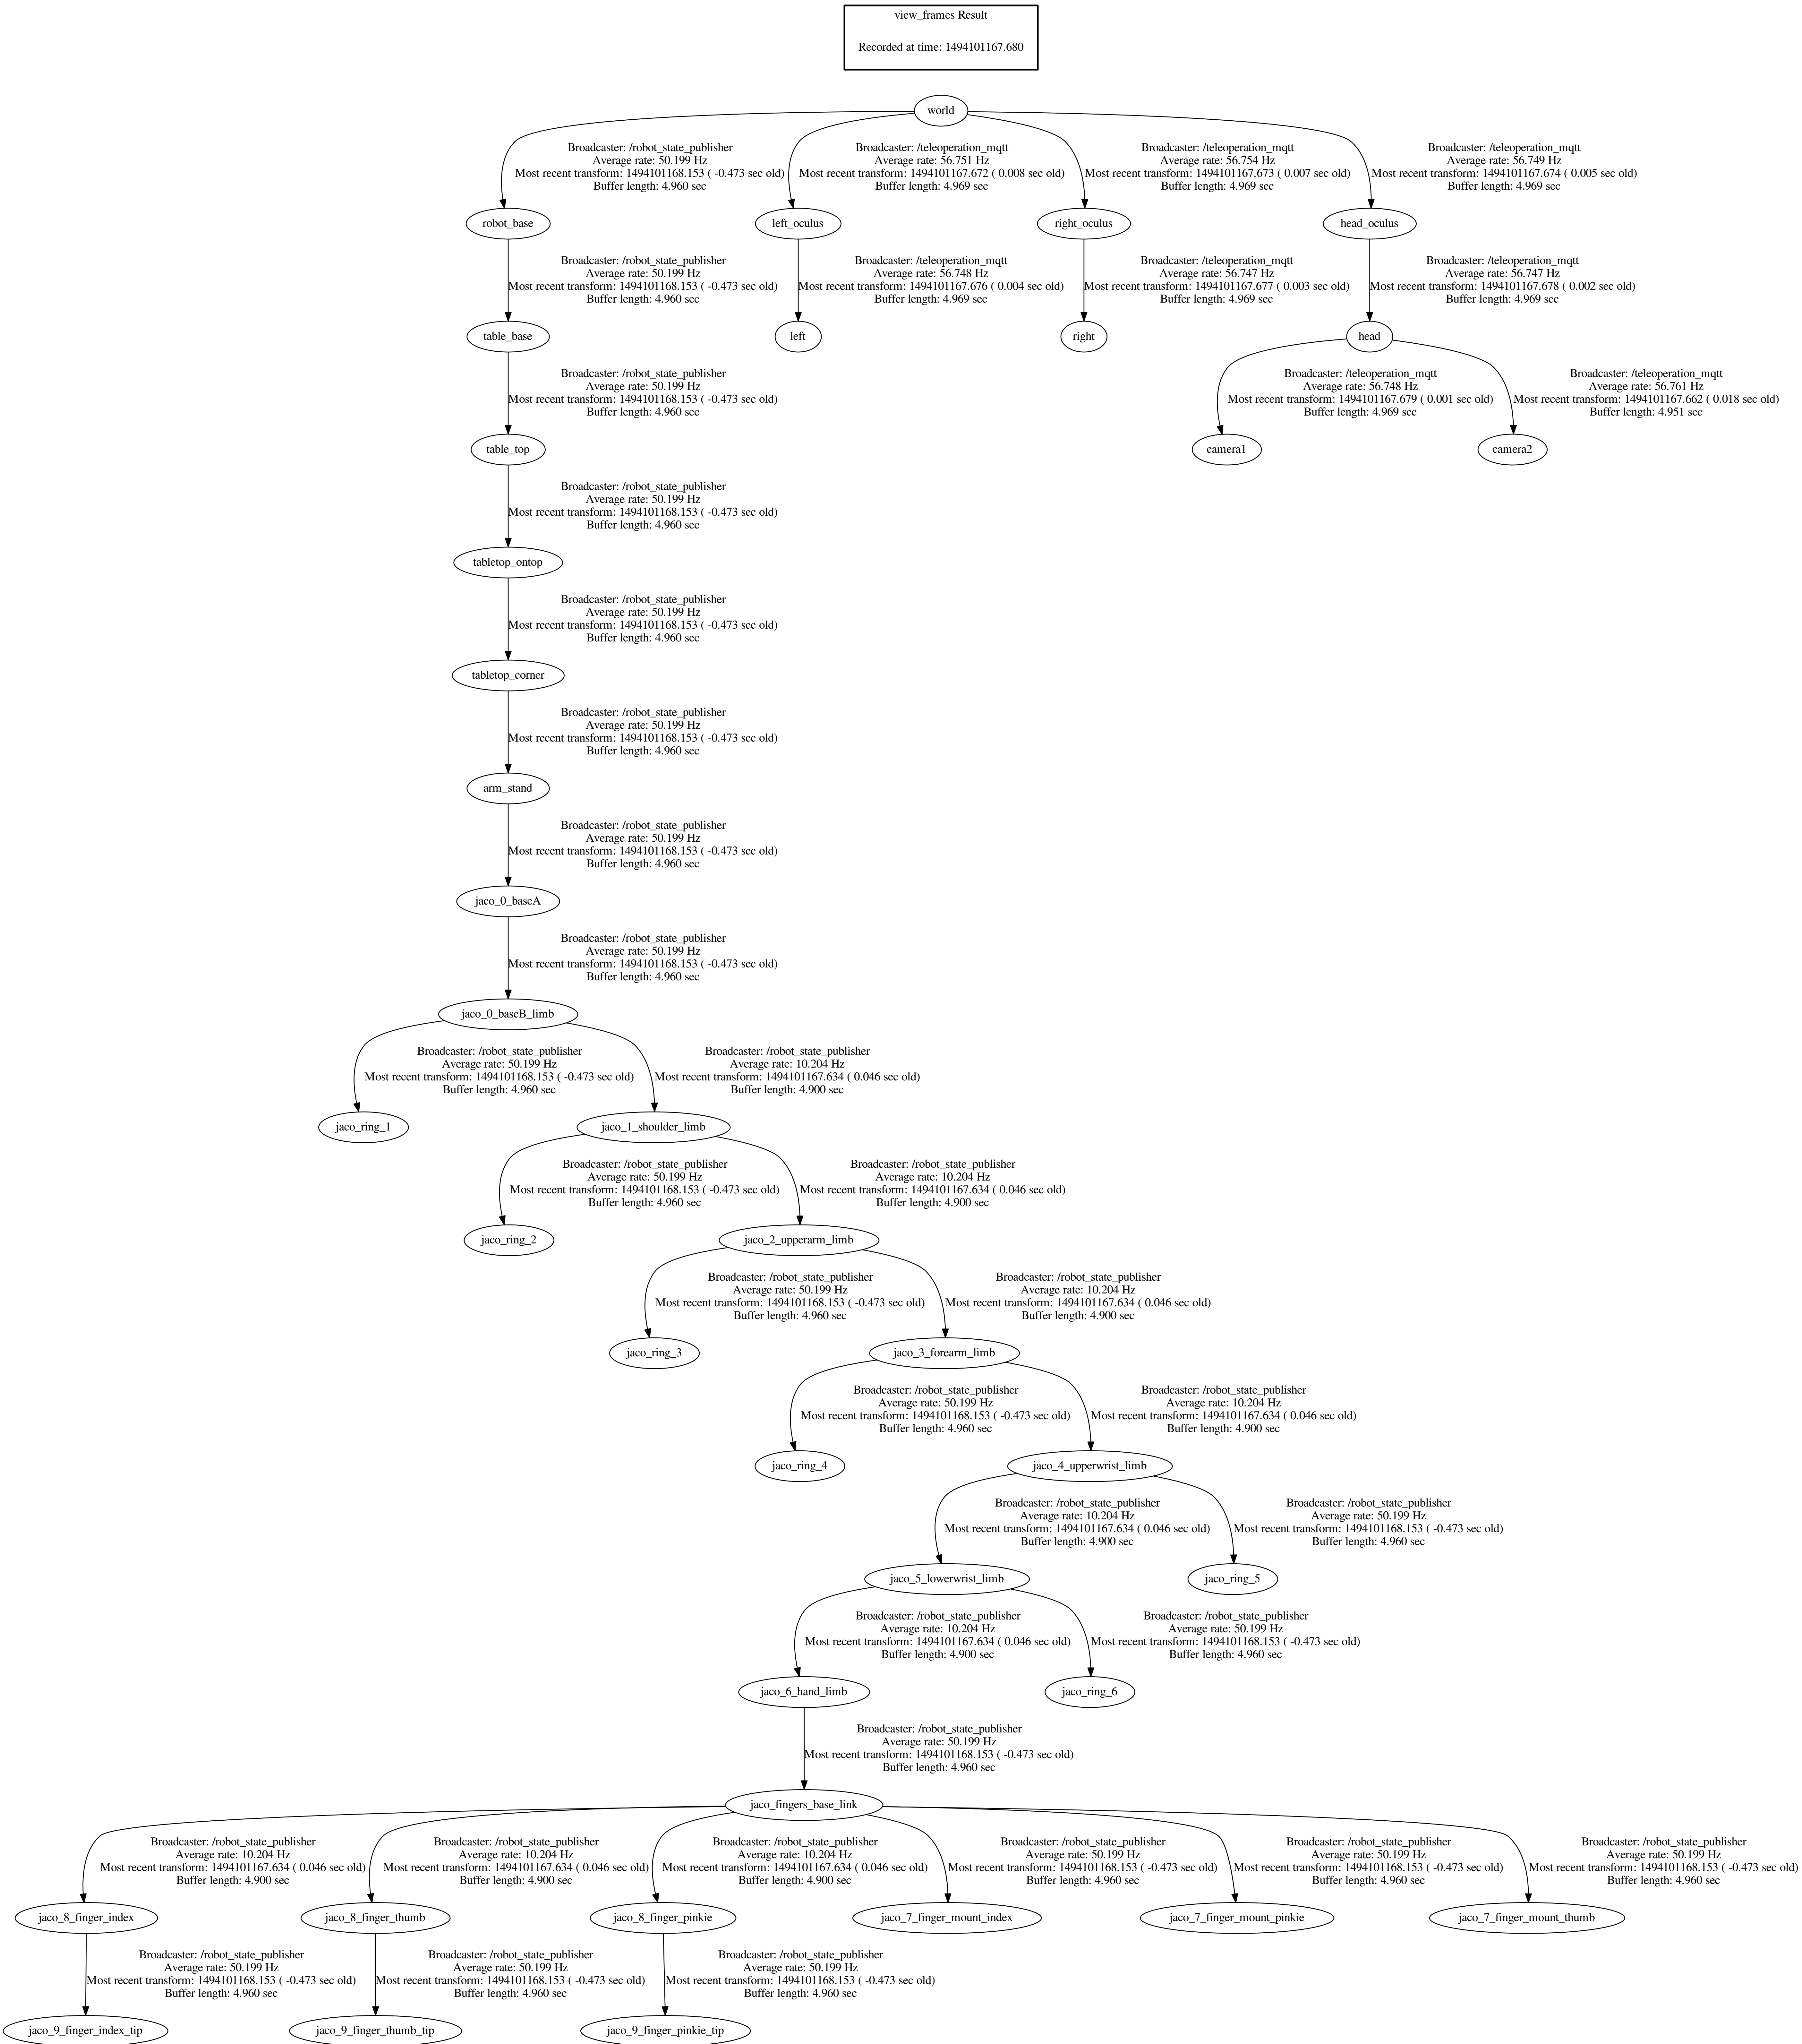 view_frames Result
Recorded at time: 1494101167.680
world
Broadcaster: /robot_state_publisher
Average rate: 50.199 Hz
Most recent transform: 1494101168.153 ( -0.473 sec old)
Buffer length: 4.960 sec
Broadcaster: /teleoperation_mqtt
Average rate: 56.751 Hz
Most recent transform: 1494101167.672 ( 0.008 sec old)
Buffer length: 4.969 sec
Broadcaster: /teleoperation_mqtt
Average rate: 56.754 Hz
Most recent transform: 1494101167.673 ( 0.007 sec old)
Buffer length: 4.969 sec
Broadcaster: /teleoperation_mqtt
Average rate: 56.749 Hz
Most recent transform: 1494101167.674 ( 0.005 sec old)
Buffer length: 4.969 sec
robot_base
left_oculus
right_oculus
head_oculus
Broadcaster: /robot_state_publisher
Average rate: 50.199 Hz
Most recent transform: 1494101168.153 ( -0.473 sec old)
Buffer length: 4.960 sec
Broadcaster: /teleoperation_mqtt
Average rate: 56.748 Hz
Most recent transform: 1494101167.676 ( 0.004 sec old)
Buffer length: 4.969 sec
Broadcaster: /teleoperation_mqtt
Average rate: 56.747 Hz
Most recent transform: 1494101167.677 ( 0.003 sec old)
Buffer length: 4.969 sec
Broadcaster: /teleoperation_mqtt
Average rate: 56.747 Hz
Most recent transform: 1494101167.678 ( 0.002 sec old)
Buffer length: 4.969 sec
table_base
left
right
head
Broadcaster: /robot_state_publisher
Average rate: 50.199 Hz
Most recent transform: 1494101168.153 ( -0.473 sec old)
Buffer length: 4.960 sec
Broadcaster: /teleoperation_mqtt
Average rate: 56.748 Hz
Most recent transform: 1494101167.679 ( 0.001 sec old)
Buffer length: 4.969 sec
Broadcaster: /teleoperation_mqtt
Average rate: 56.761 Hz
Most recent transform: 1494101167.662 ( 0.018 sec old)
Buffer length: 4.951 sec
table_top
camera1
camera2
Broadcaster: /robot_state_publisher
Average rate: 50.199 Hz
Most recent transform: 1494101168.153 ( -0.473 sec old)
Buffer length: 4.960 sec
tabletop_ontop
Broadcaster: /robot_state_publisher
Average rate: 50.199 Hz
Most recent transform: 1494101168.153 ( -0.473 sec old)
Buffer length: 4.960 sec
tabletop_corner
Broadcaster: /robot_state_publisher
Average rate: 50.199 Hz
Most recent transform: 1494101168.153 ( -0.473 sec old)
Buffer length: 4.960 sec
arm_stand
Broadcaster: /robot_state_publisher
Average rate: 50.199 Hz
Most recent transform: 1494101168.153 ( -0.473 sec old)
Buffer length: 4.960 sec
jaco_0_baseA
Broadcaster: /robot_state_publisher
Average rate: 50.199 Hz
Most recent transform: 1494101168.153 ( -0.473 sec old)
Buffer length: 4.960 sec
jaco_0_baseB_limb
Broadcaster: /robot_state_publisher
Average rate: 50.199 Hz
Most recent transform: 1494101168.153 ( -0.473 sec old)
Buffer length: 4.960 sec
Broadcaster: /robot_state_publisher
Average rate: 10.204 Hz
Most recent transform: 1494101167.634 ( 0.046 sec old)
Buffer length: 4.900 sec
jaco_ring_1
jaco_1_shoulder_limb
Broadcaster: /robot_state_publisher
Average rate: 50.199 Hz
Most recent transform: 1494101168.153 ( -0.473 sec old)
Buffer length: 4.960 sec
Broadcaster: /robot_state_publisher
Average rate: 10.204 Hz
Most recent transform: 1494101167.634 ( 0.046 sec old)
Buffer length: 4.900 sec
jaco_ring_2
jaco_2_upperarm_limb
Broadcaster: /robot_state_publisher
Average rate: 50.199 Hz
Most recent transform: 1494101168.153 ( -0.473 sec old)
Buffer length: 4.960 sec
Broadcaster: /robot_state_publisher
Average rate: 10.204 Hz
Most recent transform: 1494101167.634 ( 0.046 sec old)
Buffer length: 4.900 sec
jaco_ring_3
jaco_3_forearm_limb
Broadcaster: /robot_state_publisher
Average rate: 50.199 Hz
Most recent transform: 1494101168.153 ( -0.473 sec old)
Buffer length: 4.960 sec
Broadcaster: /robot_state_publisher
Average rate: 10.204 Hz
Most recent transform: 1494101167.634 ( 0.046 sec old)
Buffer length: 4.900 sec
jaco_ring_4
jaco_4_upperwrist_limb
Broadcaster: /robot_state_publisher
Average rate: 10.204 Hz
Most recent transform: 1494101167.634 ( 0.046 sec old)
Buffer length: 4.900 sec
Broadcaster: /robot_state_publisher
Average rate: 50.199 Hz
Most recent transform: 1494101168.153 ( -0.473 sec old)
Buffer length: 4.960 sec
jaco_5_lowerwrist_limb
jaco_ring_5
Broadcaster: /robot_state_publisher
Average rate: 10.204 Hz
Most recent transform: 1494101167.634 ( 0.046 sec old)
Buffer length: 4.900 sec
Broadcaster: /robot_state_publisher
Average rate: 50.199 Hz
Most recent transform: 1494101168.153 ( -0.473 sec old)
Buffer length: 4.960 sec
jaco_6_hand_limb
jaco_ring_6
Broadcaster: /robot_state_publisher
Average rate: 50.199 Hz
Most recent transform: 1494101168.153 ( -0.473 sec old)
Buffer length: 4.960 sec
jaco_fingers_base_link
Broadcaster: /robot_state_publisher
Average rate: 10.204 Hz
Most recent transform: 1494101167.634 ( 0.046 sec old)
Buffer length: 4.900 sec
Broadcaster: /robot_state_publisher
Average rate: 10.204 Hz
Most recent transform: 1494101167.634 ( 0.046 sec old)
Buffer length: 4.900 sec
Broadcaster: /robot_state_publisher
Average rate: 10.204 Hz
Most recent transform: 1494101167.634 ( 0.046 sec old)
Buffer length: 4.900 sec
Broadcaster: /robot_state_publisher
Average rate: 50.199 Hz
Most recent transform: 1494101168.153 ( -0.473 sec old)
Buffer length: 4.960 sec
Broadcaster: /robot_state_publisher
Average rate: 50.199 Hz
Most recent transform: 1494101168.153 ( -0.473 sec old)
Buffer length: 4.960 sec
Broadcaster: /robot_state_publisher
Average rate: 50.199 Hz
Most recent transform: 1494101168.153 ( -0.473 sec old)
Buffer length: 4.960 sec
jaco_8_finger_index
jaco_8_finger_thumb
jaco_8_finger_pinkie
jaco_7_finger_mount_index
jaco_7_finger_mount_pinkie
jaco_7_finger_mount_thumb
Broadcaster: /robot_state_publisher
Average rate: 50.199 Hz
Most recent transform: 1494101168.153 ( -0.473 sec old)
Buffer length: 4.960 sec
Broadcaster: /robot_state_publisher
Average rate: 50.199 Hz
Most recent transform: 1494101168.153 ( -0.473 sec old)
Buffer length: 4.960 sec
Broadcaster: /robot_state_publisher
Average rate: 50.199 Hz
Most recent transform: 1494101168.153 ( -0.473 sec old)
Buffer length: 4.960 sec
jaco_9_finger_index_tip
jaco_9_finger_thumb_tip
jaco_9_finger_pinkie_tip